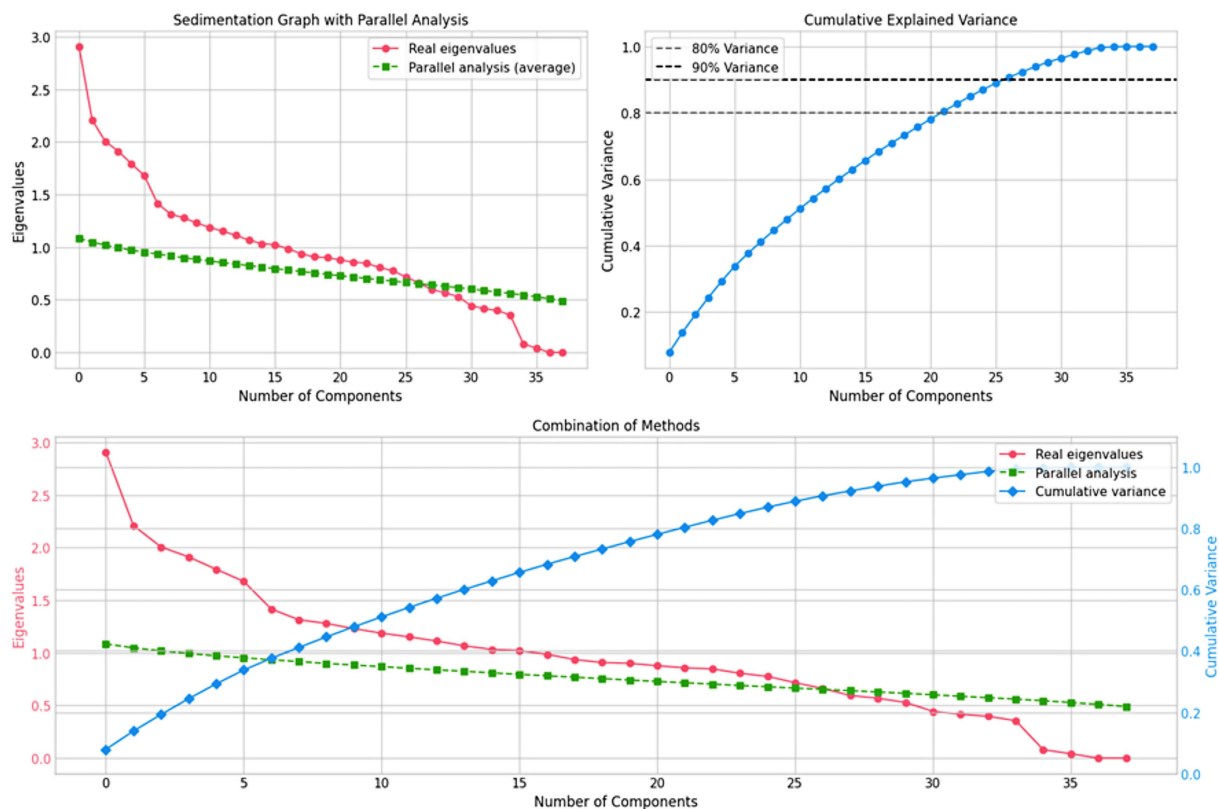 Sedimentation Graph with Parallel Analysis
3.0
2.5
2.0
1.5
1.0
0.5
0.0
Eigenvalues
Real eigenvalues
Parallel analysis (average)
0 5 10 15 20 25 30 35
Number of Components
Cumulative Explained Variance
1.0
0.8
0.6
0.4
0.2
Cumulative Variance
80% Variance
90% Variance
0 5 10 15 20 25 30 35
Number of Components
Combination of Methods
3.0
2.5
2.0
1.5
1.0
0.5
0.0
Eigenvalues
Real eigenvalues
Parallel analysis
Cumulative variance
1.0
0.8
0.6
0.4
0.2
0.0
Cumulative Variance
0 5 10 15 20 25 30 35
Number of Components